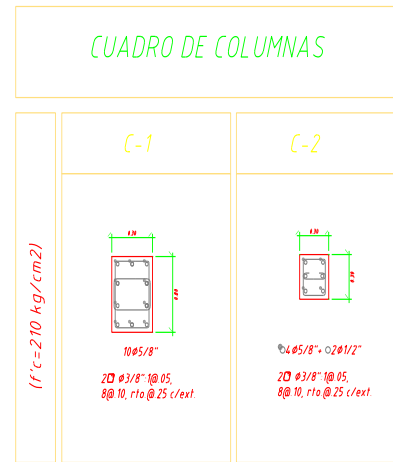 CUADRO DE COLUMNAS
C-1
C-2
(f'c=210 kg/cm2)
10Ø5/8"
2 Ø3/8":1@.05,
8@.10, rto.@.25 c/ext.
4Ø5/8"+ 2Ø1/2"
2 Ø3/8":1@.05,
8@.10, rto.@.25 c/ext.